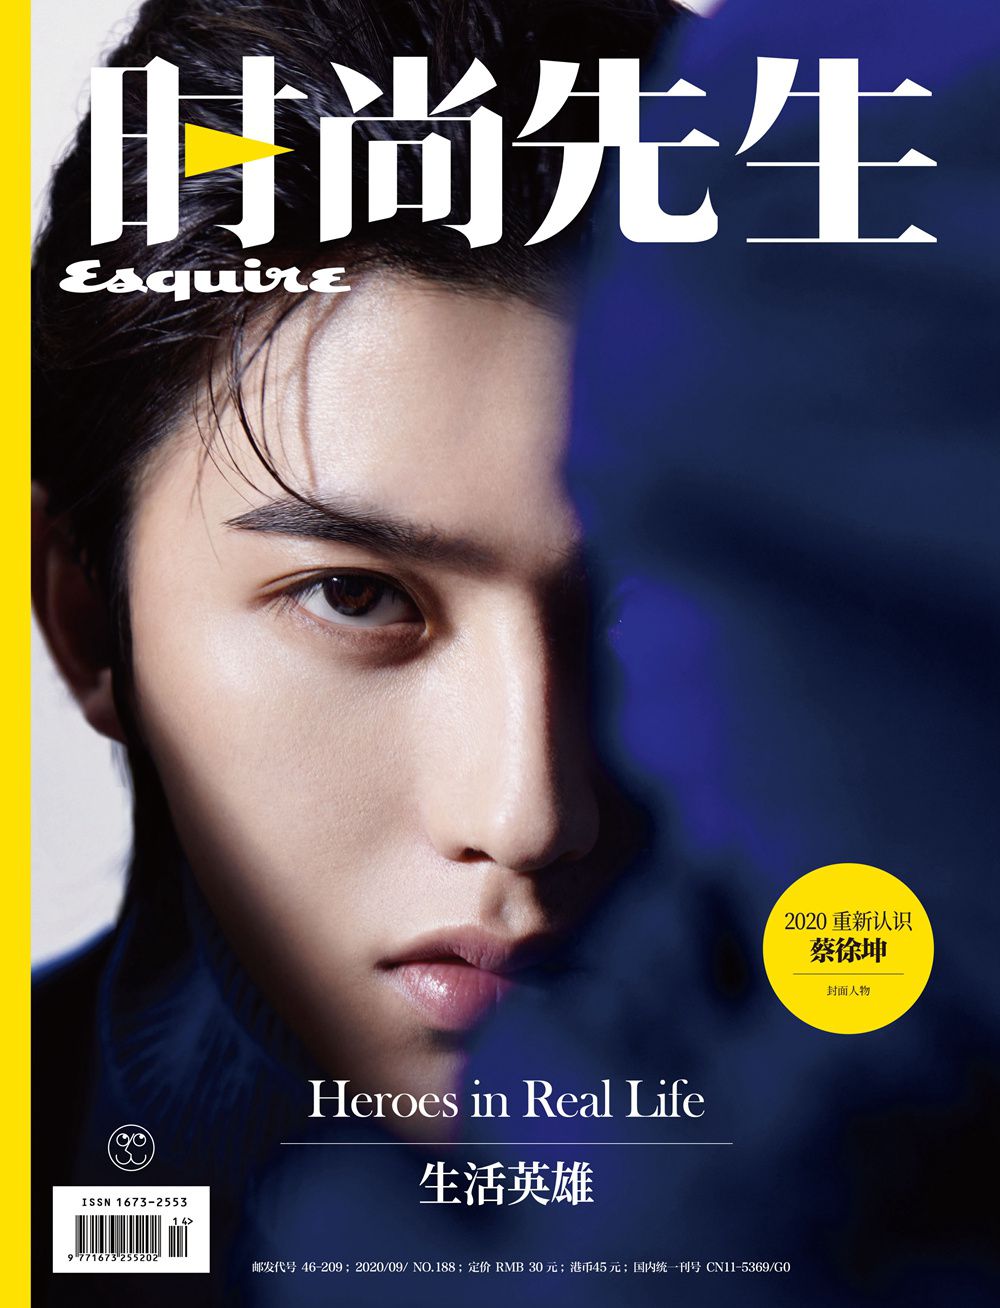 时尚先生
Esquire
2020 重新认识
蔡徐坤
封面人物
Heroes in Real Life
生活英雄
ISSN 1673-2553
14>
9 771673 255202
邮发代号 46-209；2020/09/ NO.188；定价 RMB 30 元；港币45元；国内统一刊号 CN11-5369/G0